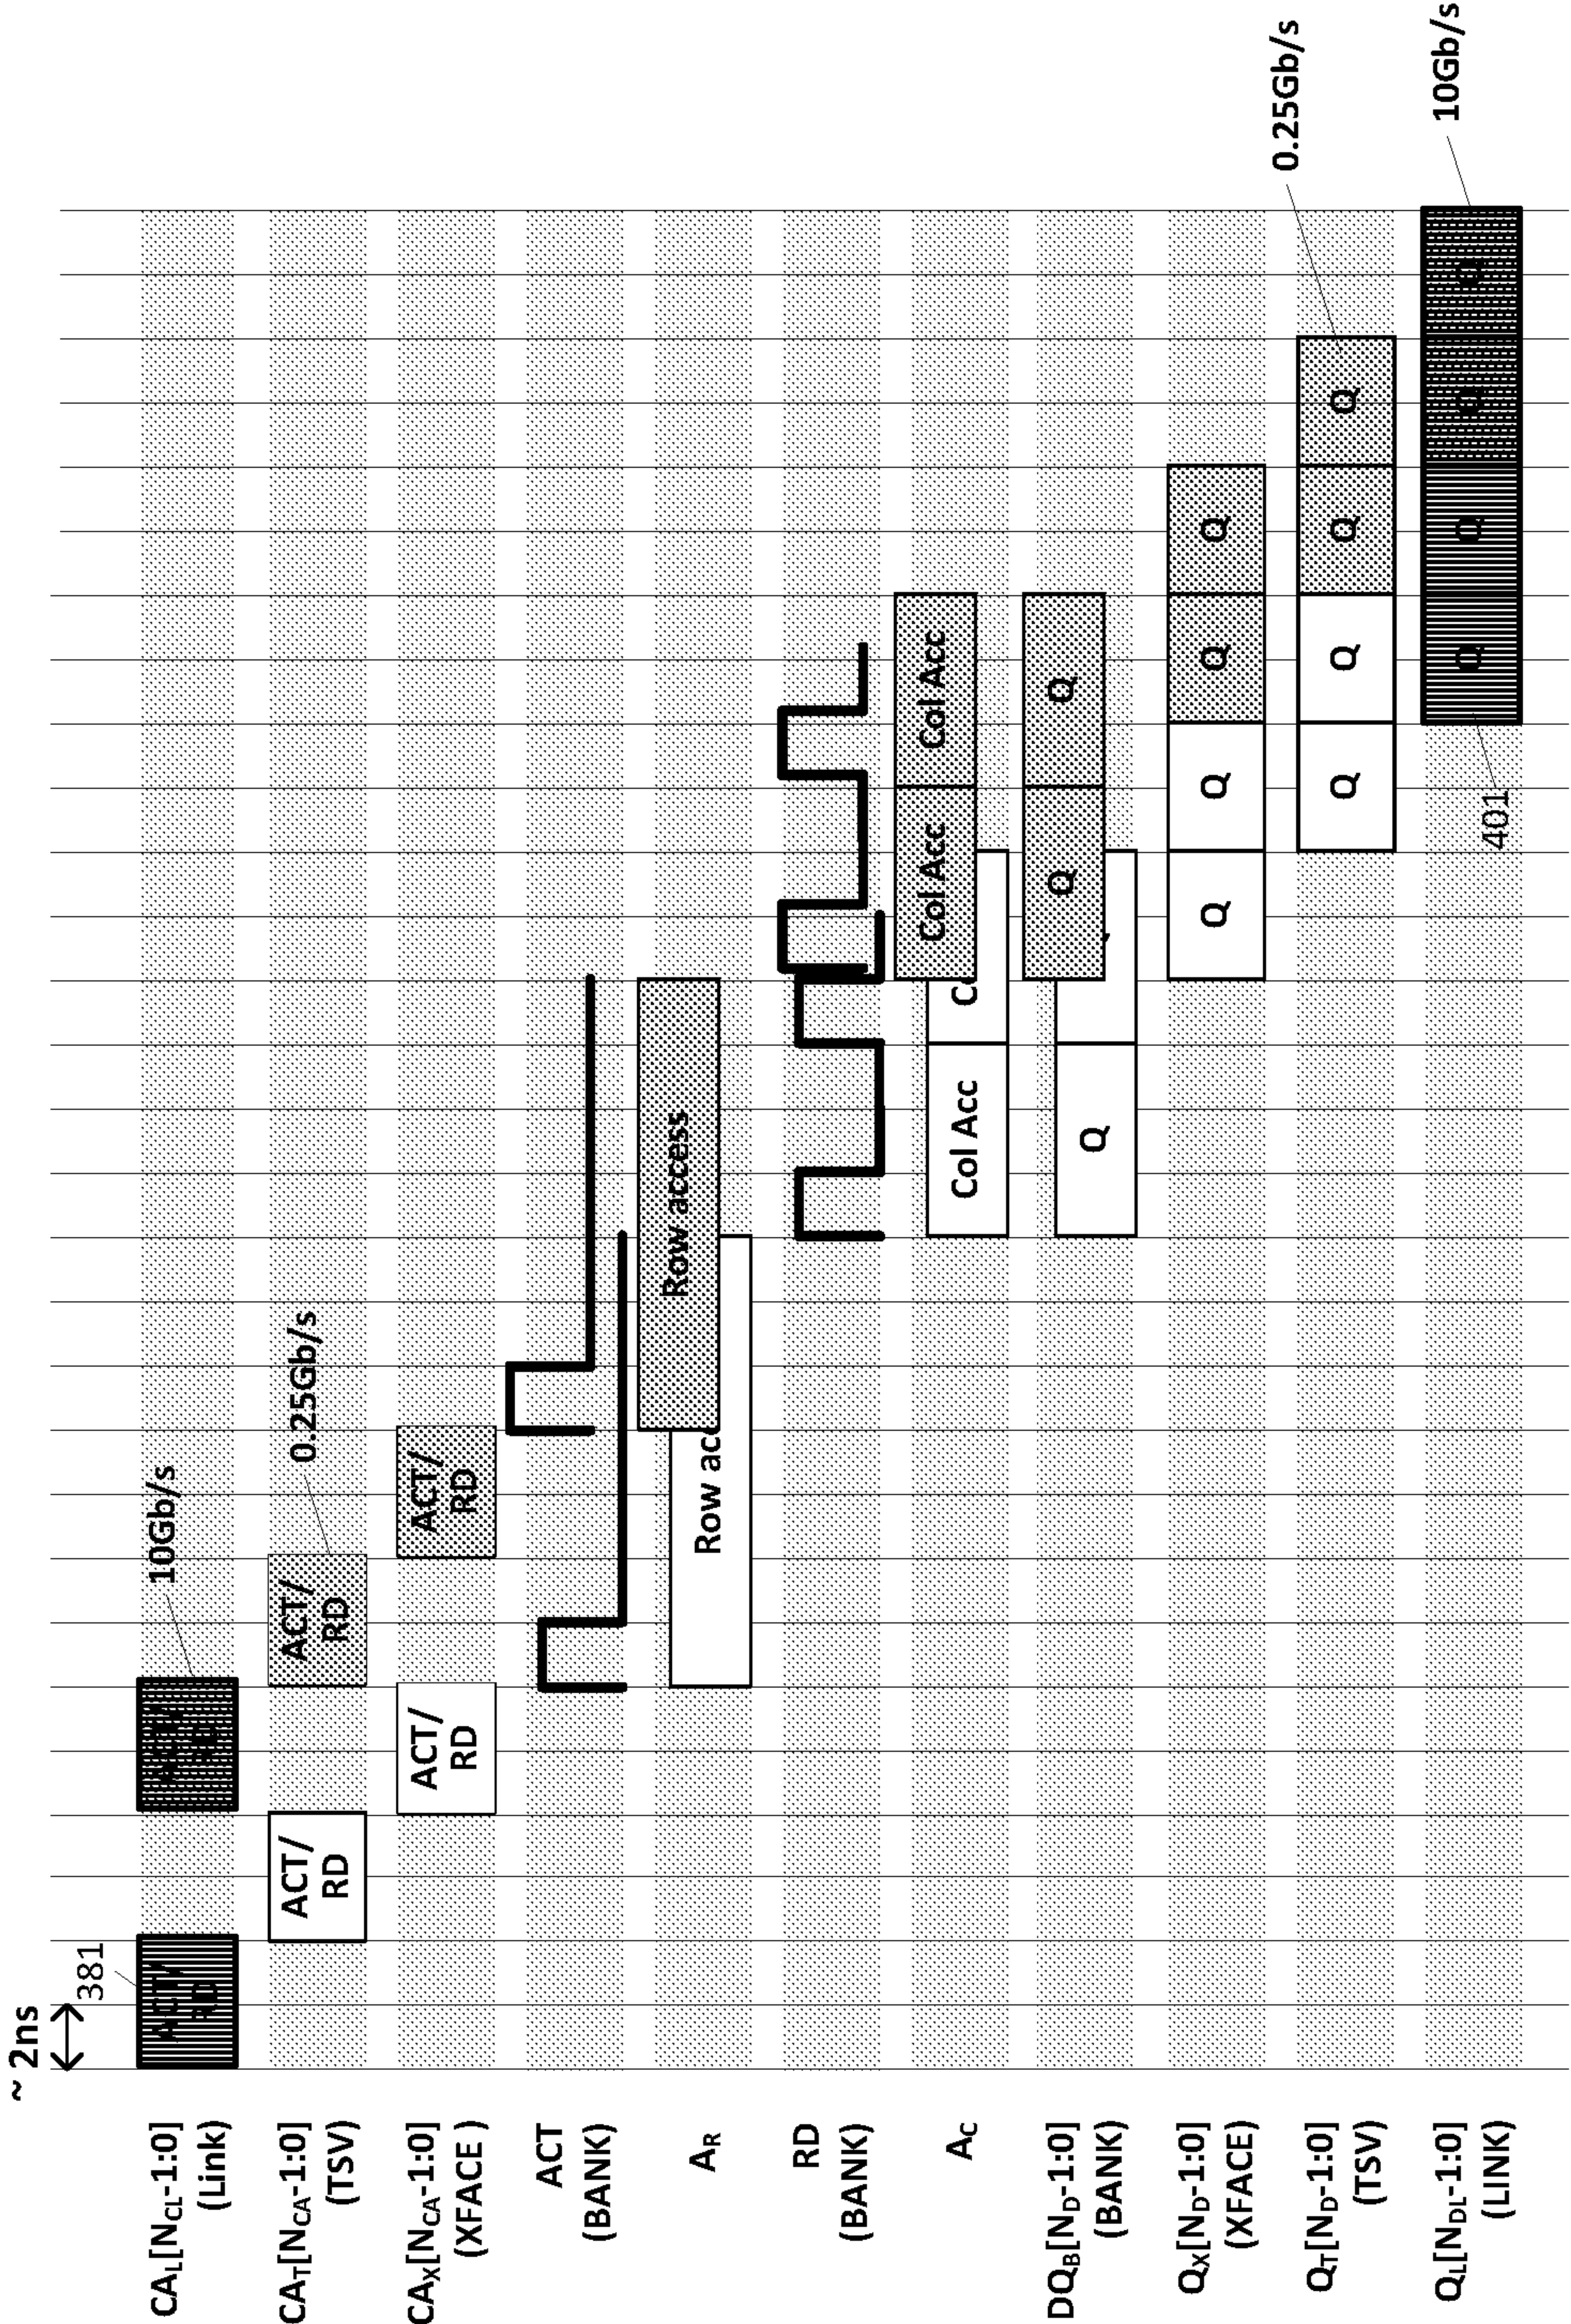 ~ 2ns
CA_L[N_CL-1:0]
(Link)
381
10Gb/s
CA_T[N_CA-1:0]
(TSV)
ACT/
RD
ACT/
RD
0.25Gb/s
CA_X[N_CA-1:0]
(XFACE )
ACT/
RD
ACT/
RD
ACT
(BANK)
A_R
Row acc
Row access
RD
(BANK)
A_C
Col Acc
Co
Col Acc
Col Acc
DQ_B[N_D-1:0]
(BANK)
Q
Q
Q
Q_X[N_D-1:0]
(XFACE)
Q
Q
Q
Q
Q_T[N_D-1:0]
(TSV)
Q
Q
Q
Q
0.25Gb/s
Q_L[N_DL-1:0]
(LINK)
401
Q
Q
Q
Q
10Gb/s